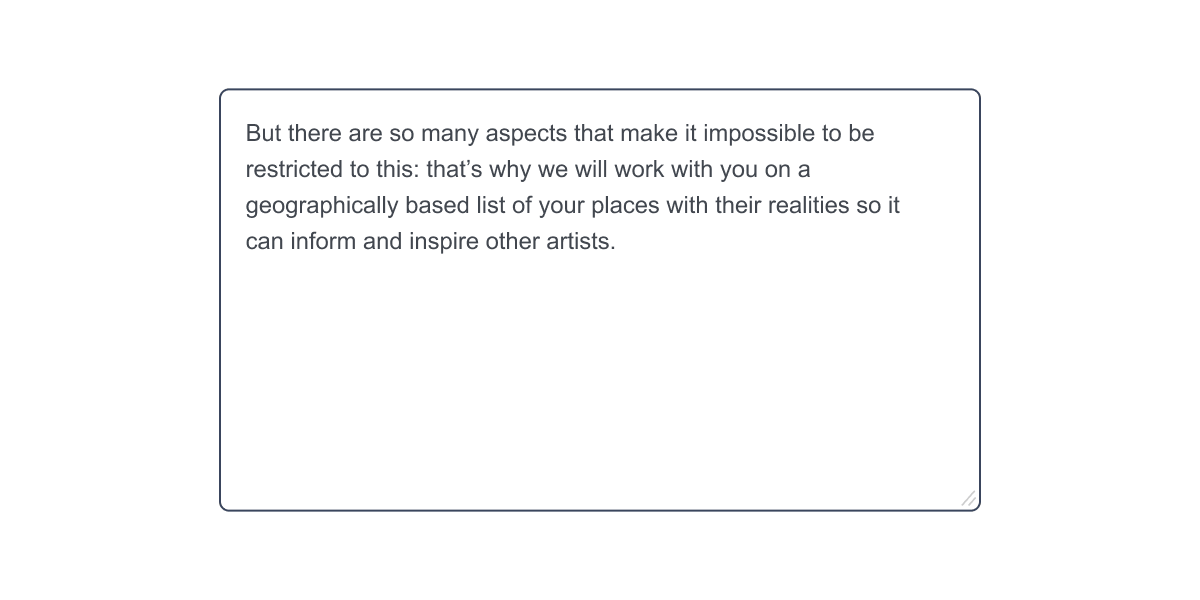 But there are so many aspects that make it impossible to be
restricted to this: that’s why we will work with you on a
geographically based list of your places with their realities so it
can inform and inspire other artists.